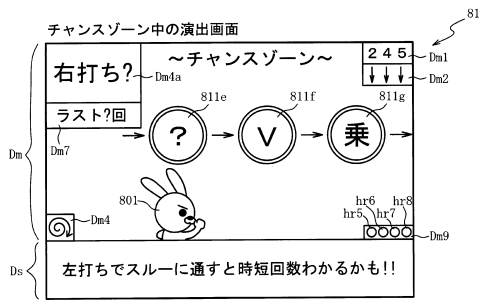 チャンスゾーン中の演出画面
81
右打ち?
Dm4a
〜チャンスゾーン〜
2 4 5
Dm1
Dm2
ラスト?回
Dm7
811e
811f
811g
?
V
乗
Dm
801
Dm4
hr5
hr6
hr7
hr8
Dm9
Ds
左打ちでスルーに通すと時短回数わかるかも!!